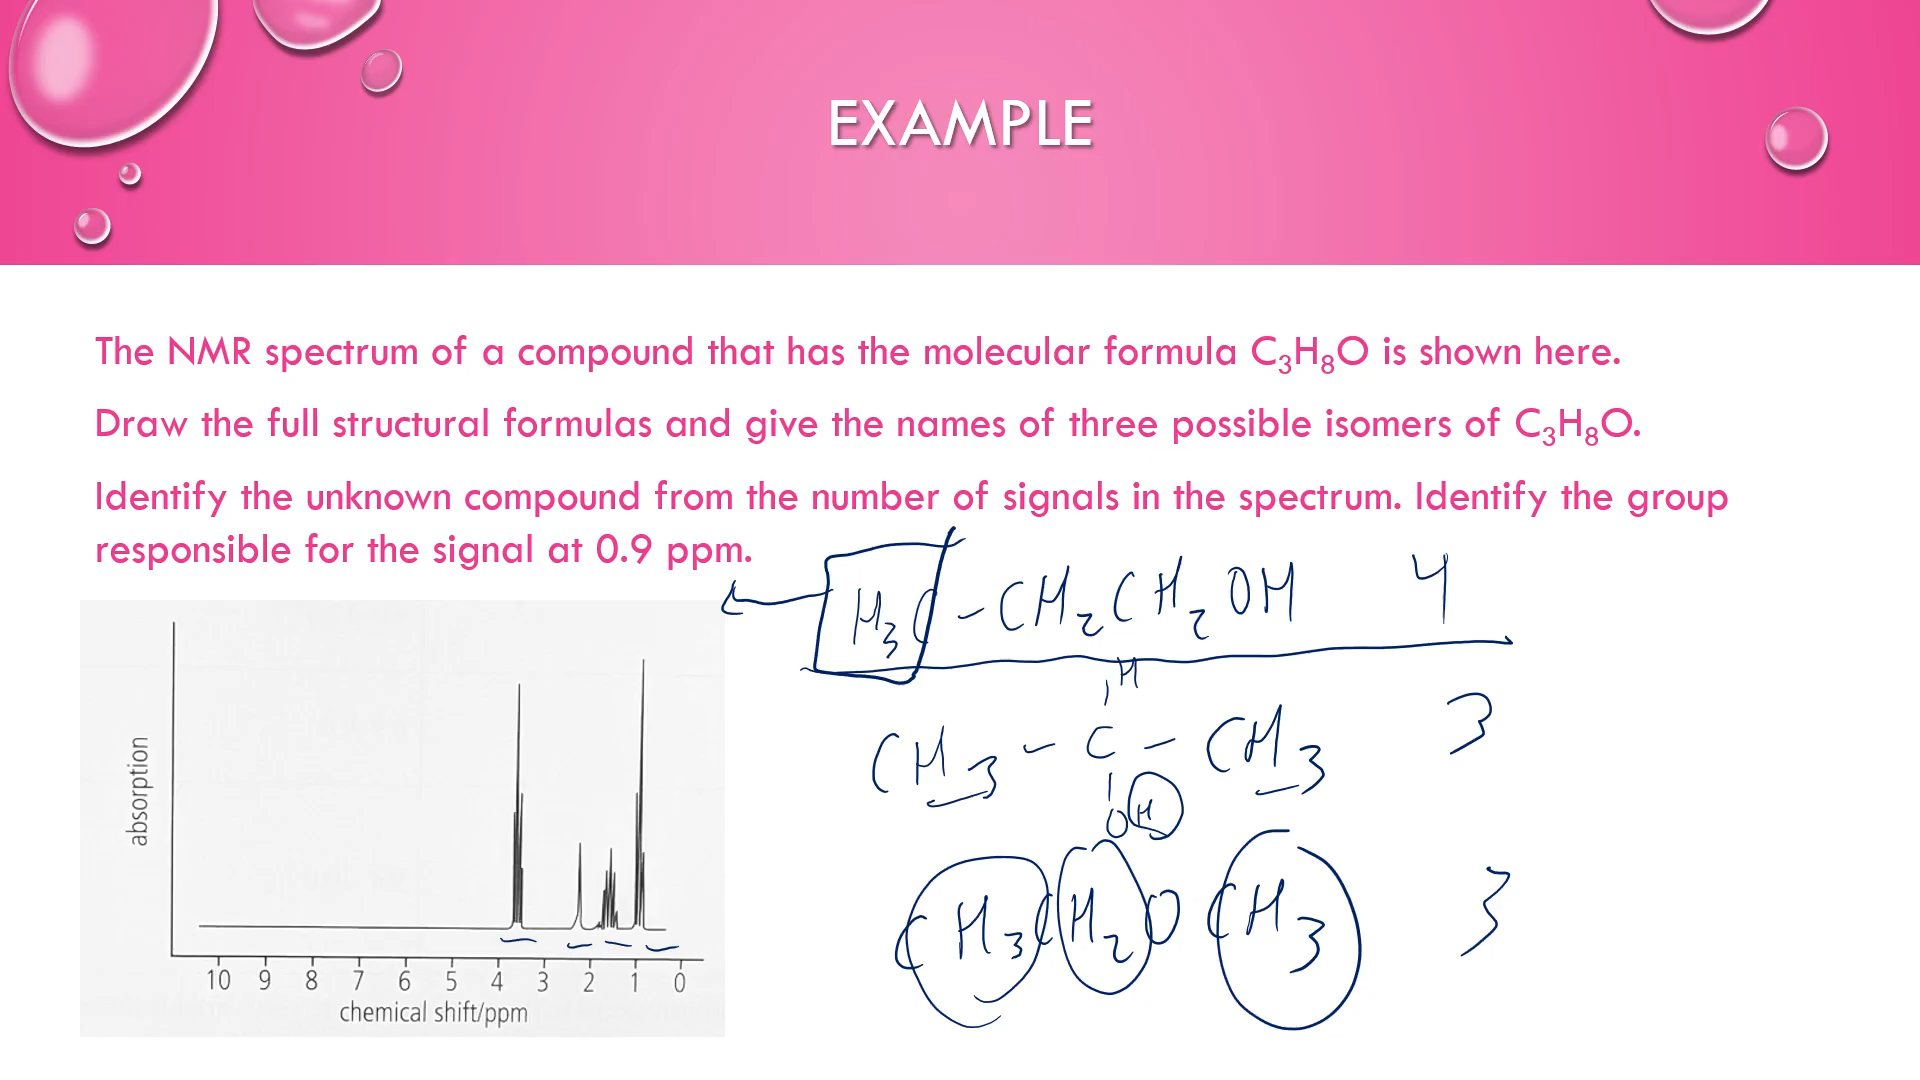 EXAMPLE
The NMR spectrum of a compound that has the molecular formula C₃H₈O is shown here.
Draw the full structural formulas and give the names of three possible isomers of C₃H₈O.
Identify the unknown compound from the number of signals in the spectrum. Identify the group
responsible for the signal at 0.9 ppm.
H₃C - CH₂CH₂OH 4
H
CH₃ - C - CH₃ 3
OH
CH₃CH₂OCH₃ 3
absorption
10 9 8 7 6 5 4 3 2 1 0
chemical shift/ppm